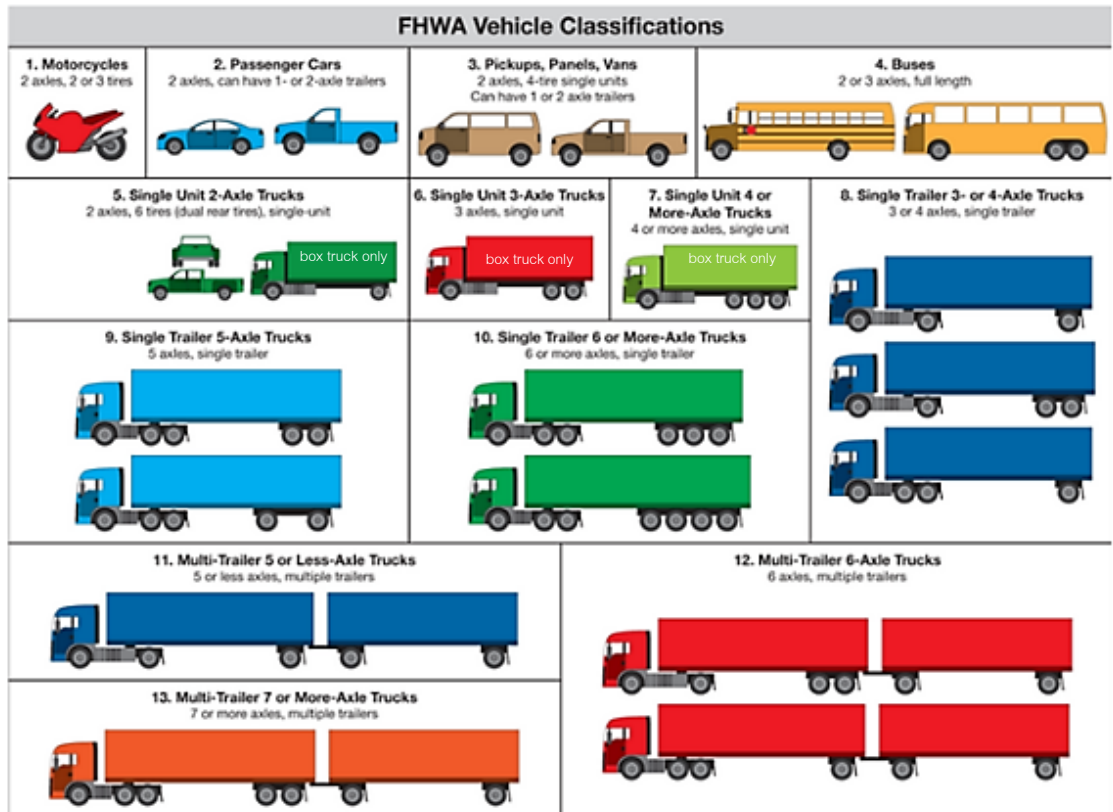 FHWA Vehicle Classifications
1. Motorcycles
2 axles, 2 or 3 tires
2. Passenger Cars
2 axles, can have 1- or 2-axle trailers
3. Pickups, Panels, Vans
2 axles, 4-tire single units
Can have 1 or 2 axle trailers
4. Buses
2 or 3 axles, full length
5. Single Unit 2-Axle Trucks
2 axles, 6 tires (dual rear tires), single-unit
box truck only
6. Single Unit 3-Axle Trucks
3 axles, single unit
box truck only
7. Single Unit 4 or
More-Axle Trucks
4 or more axles, single unit
box truck only
8. Single Trailer 3- or 4-Axle Trucks
3 or 4 axles, single trailer
9. Single Trailer 5-Axle Trucks
5 axles, single trailer
10. Single Trailer 6 or More-Axle Trucks
6 or more axles, single trailer
11. Multi-Trailer 5 or Less-Axle Trucks
5 or less axles, multiple trailers
12. Multi-Trailer 6-Axle Trucks
6 axles, multiple trailers
13. Multi-Trailer 7 or More-Axle Trucks
7 or more axles, multiple trailers